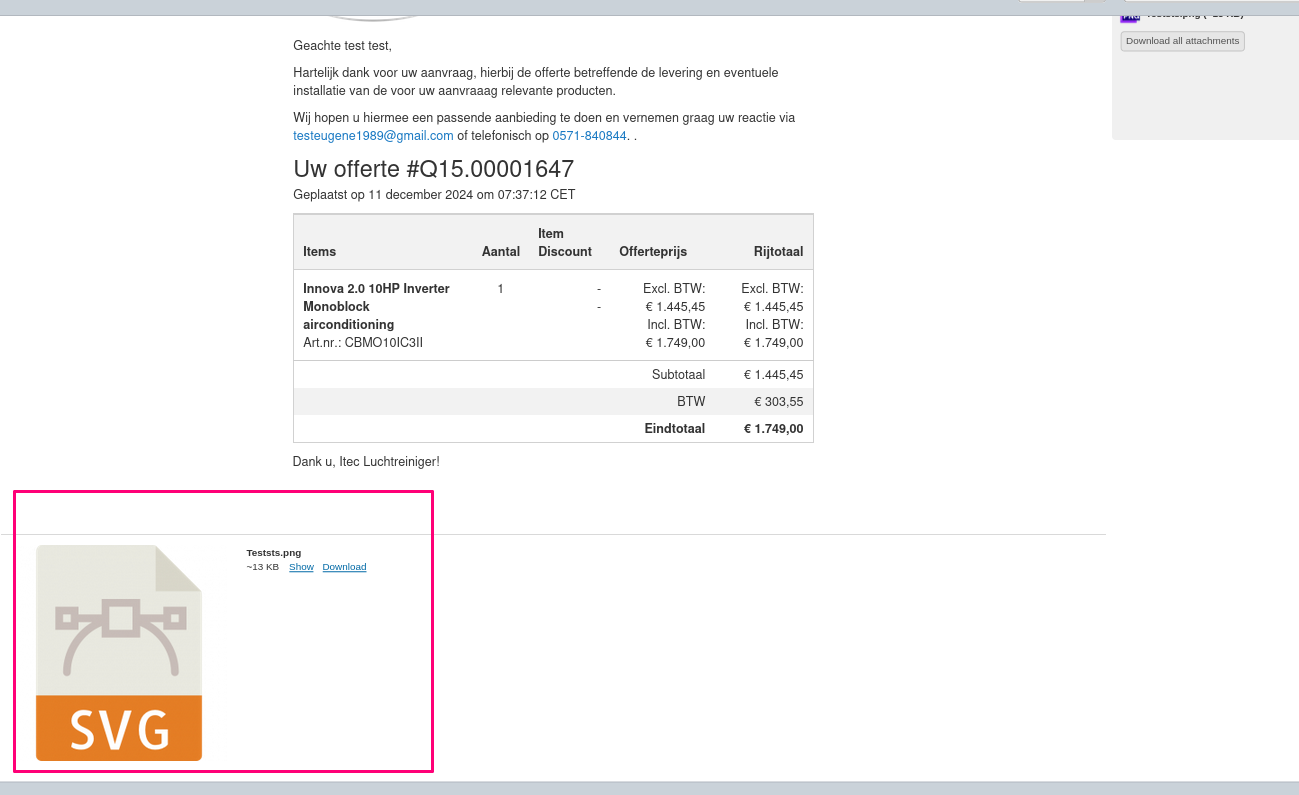 Geachte test test,
Hartelijk dank voor uw aanvraag, hierbij de offerte betreffende de levering en eventuele
installatie van de voor uw aanvraaag relevante producten.
Wij hopen u hiermee een passende aanbieding te doen en vernemen graag uw reactie via
testeugene1989@gmail.com of telefonisch op 0571-840844. .
Uw offerte #Q15.00001647
Geplaatst op 11 december 2024 om 07:37:12 CET
Items Aantal Item Discount Offerteprijs Rijtotaal
Innova 2.0 10HP Inverter 1 - Excl. BTW: Excl. BTW:
Monoblock - € 1.445,45 € 1.445,45
airconditioning Incl. BTW: Incl. BTW:
Art.nr.: CBMO10IC3II € 1.749,00 € 1.749,00
Subtotaal € 1.445,45
BTW € 303,55
Eindtotaal € 1.749,00
Dank u, Itec Luchtreiniger!
Teststs.png
~13 KB Show Download
SVG
Download all attachments